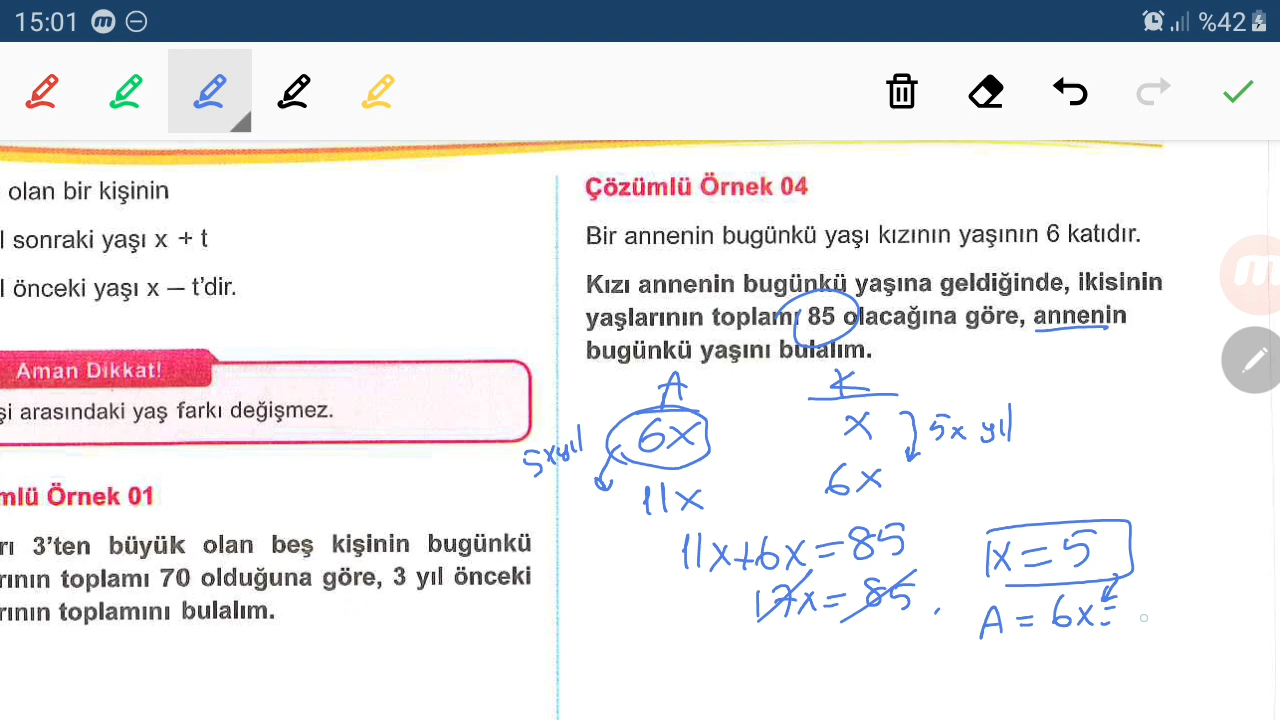 15:01 %42
olan bir kişinin
l sonraki yaşı x + t
l önceki yaşı x – t'dir.
Aman Dikkat!
şi arasındaki yaş farkı değişmez.
mlü Örnek 01
rı 3'ten büyük olan beş kişinin bugünkü
rının toplamı 70 olduğuna göre, 3 yıl önceki
rının toplamını bulalım.
Çözümlü Örnek 04
Bir annenin bugünkü yaşı kızının yaşının 6 katıdır.
Kızı annenin bugünkü yaşına geldiğinde, ikisinin
yaşlarının toplamı 85 olacağına göre, annenin
bugünkü yaşını bulalım.
A K
5x yıl 6x x 5x yıl
11x 6x
11x+6x=85 x=5
17x=85 A = 6x=